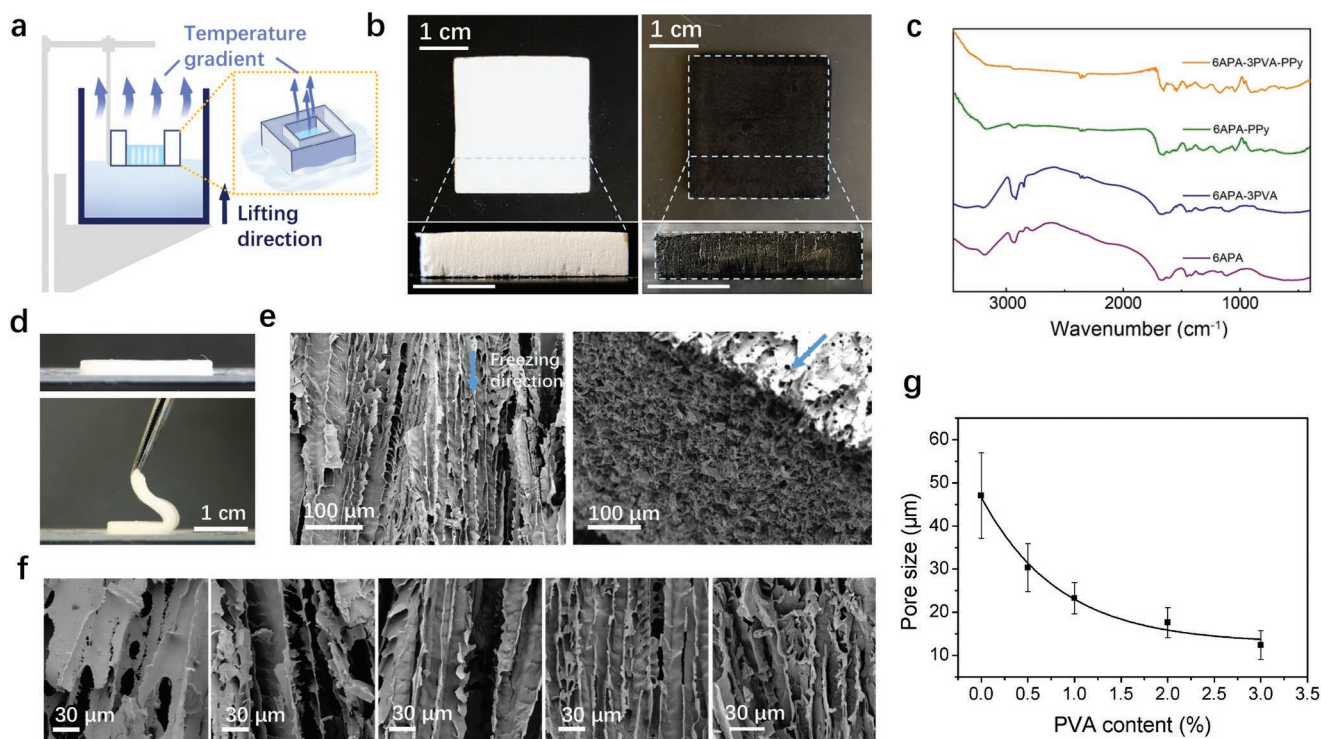 a
Temperature
gradient
Lifting
direction
b
1 cm
1 cm
c
6APA-3PVA-PPy
6APA-PPy
6APA-3PVA
6APA
3000
2000
1000
Wavenumber (cm⁻¹)
d
1 cm
e
Freezing
direction
100 μm
100 μm
f
30 μm
30 μm
30 μm
30 μm
30 μm
g
Pore size (μm)
60
50
40
30
20
10
0.0
0.5
1.0
1.5
2.0
2.5
3.0
3.5
PVA content (%)